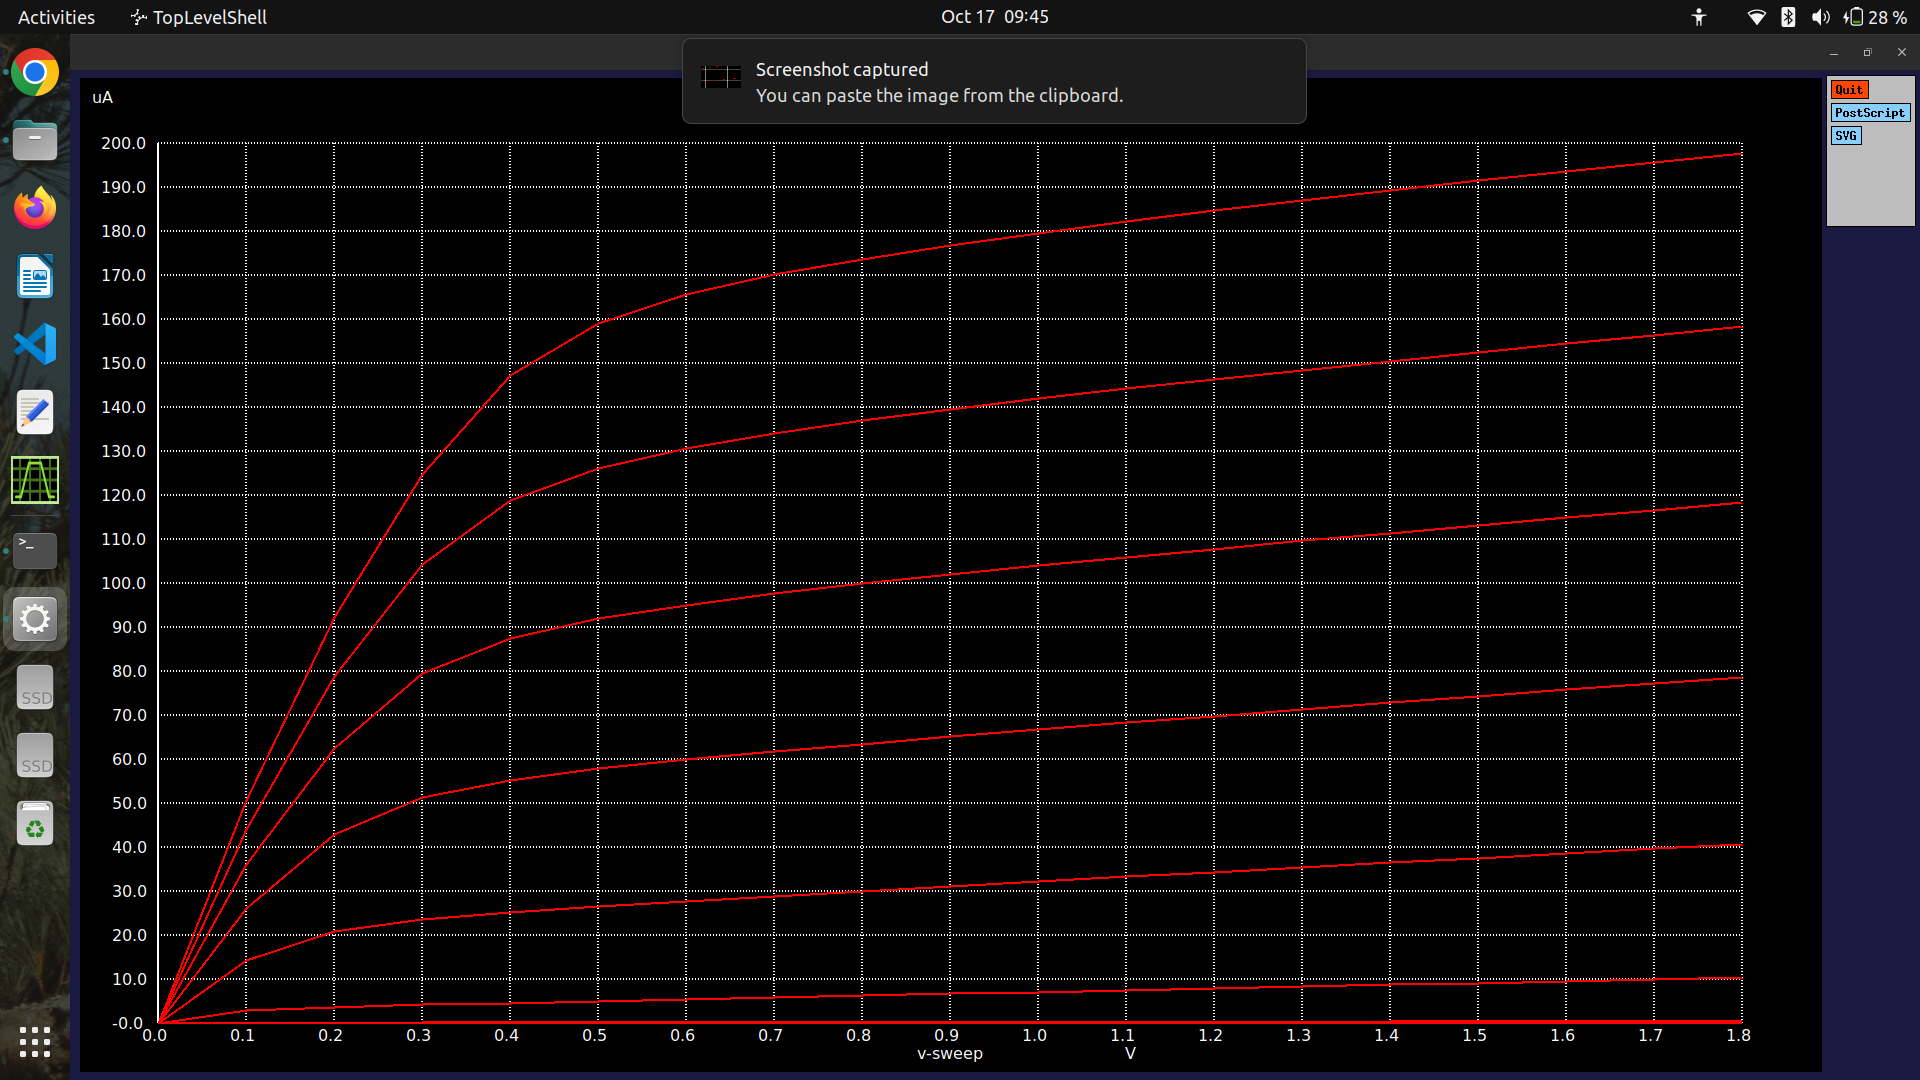 Activities
TopLevelShell
Oct 17 09:45
28 %
Screenshot captured
You can paste the image from the clipboard.
Quit
PostScript
SVG
uA
200.0
190.0
180.0
170.0
160.0
150.0
140.0
130.0
120.0
110.0
100.0
90.0
80.0
70.0
60.0
50.0
40.0
30.0
20.0
10.0
-0.0
0.0 0.1 0.2 0.3 0.4 0.5 0.6 0.7 0.8 0.9 1.0 1.1 1.2 1.3 1.4 1.5 1.6 1.7 1.8
v-sweep V
>_
SSD
SSD